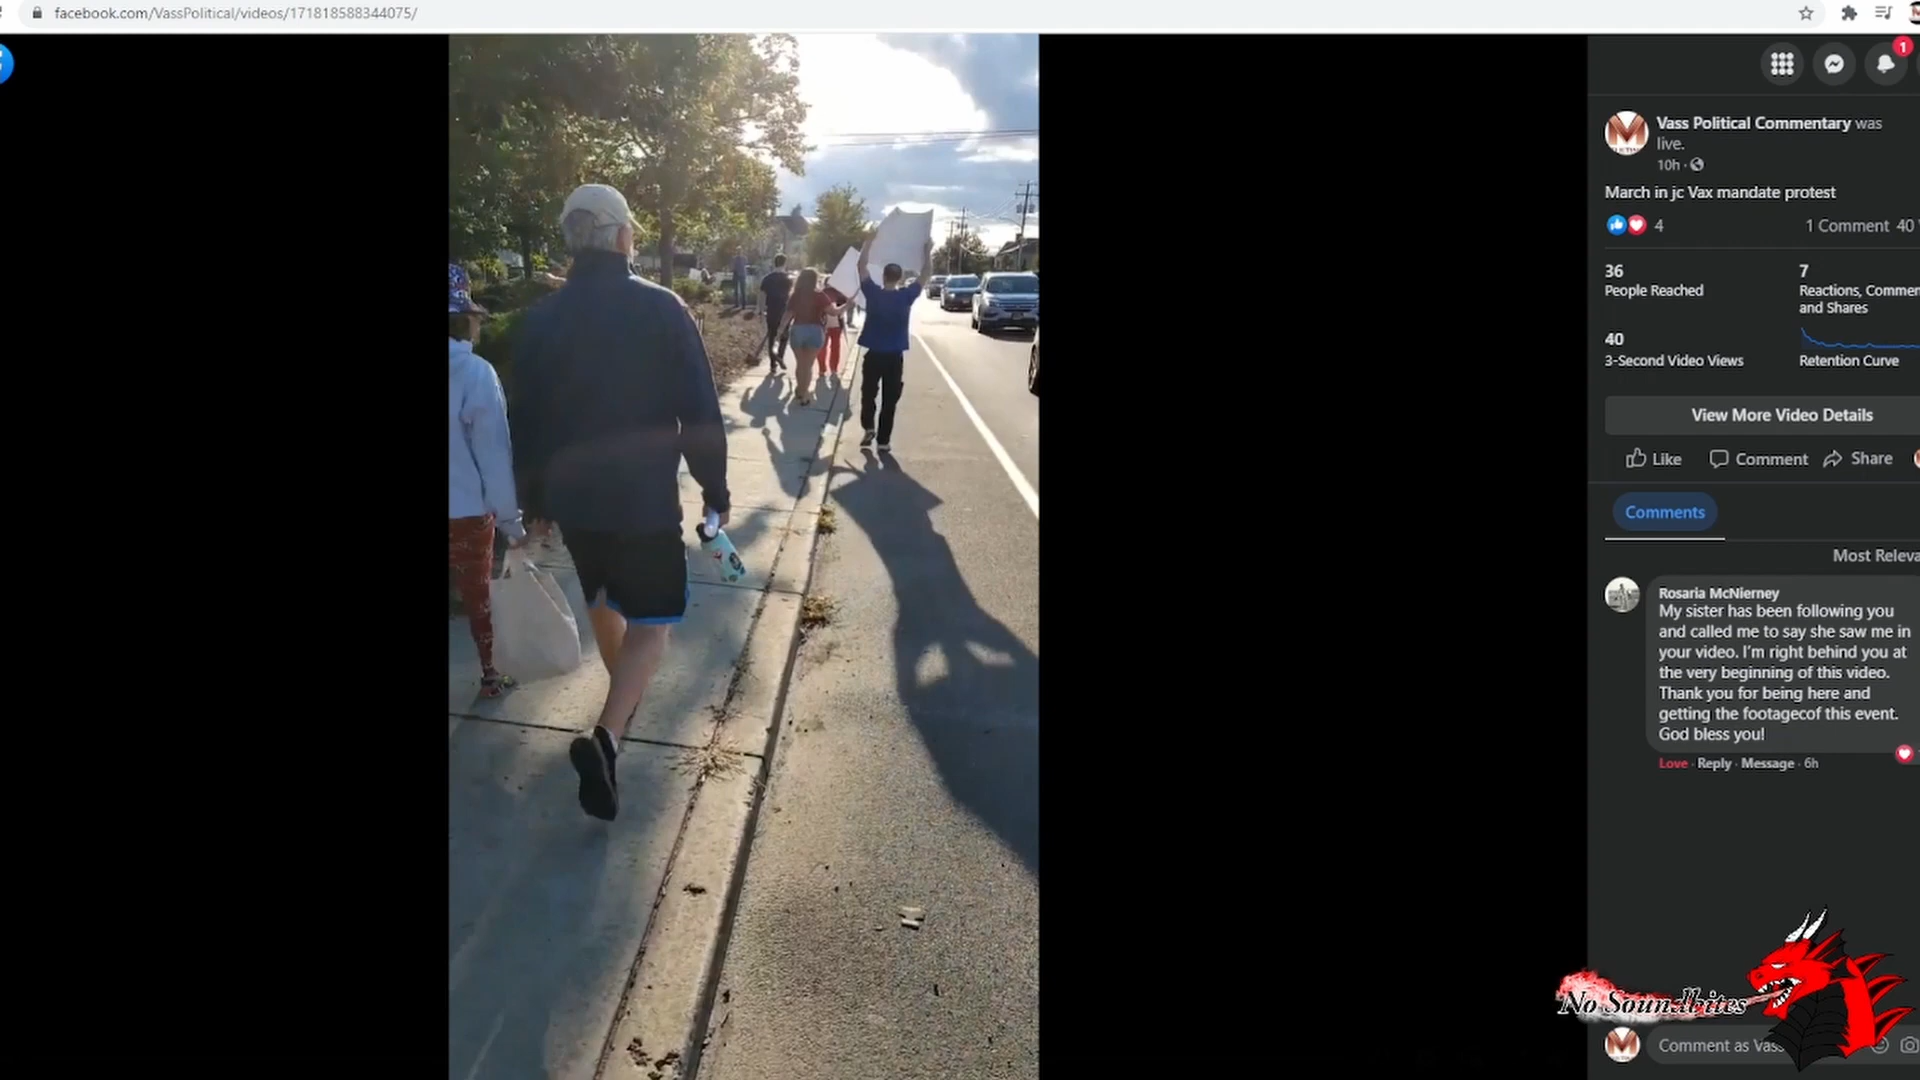 facebook.com/VassPolitical/videos/171818588344075/
1
Vass Political Commentary was
live.
10h ·
March in jc Vax mandate protest
4
1 Comment 40
36
People Reached
7
Reactions, Commen
and Shares
40
3-Second Video Views
Retention Curve
View More Video Details
Like Comment Share
Comments
Most Releva
Rosaria McNierney
My sister has been following you
and called me to say she saw me in
your video. I'm right behind you at
the very beginning of this video.
Thank you for being here and
getting the footagecof this event.
God bless you!
Love · Reply · Message · 6h
No Soundbites
Comment as Vass